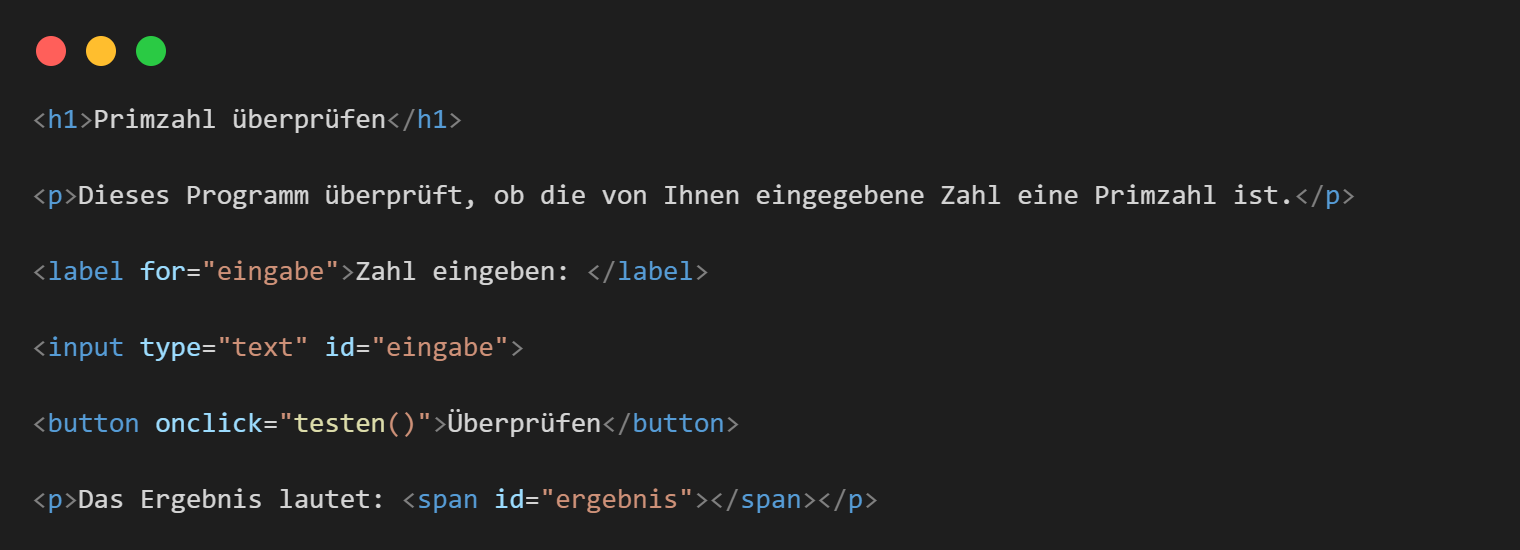 <h1>Primzahl überprüfen</h1>
<p>Dieses Programm überprüft, ob die von Ihnen eingegebene Zahl eine Primzahl ist.</p>
<label for="eingabe">Zahl eingeben: </label>
<input type="text" id="eingabe">
<button onclick="testen()">Überprüfen</button>
<p>Das Ergebnis lautet: <span id="ergebnis"></span></p>